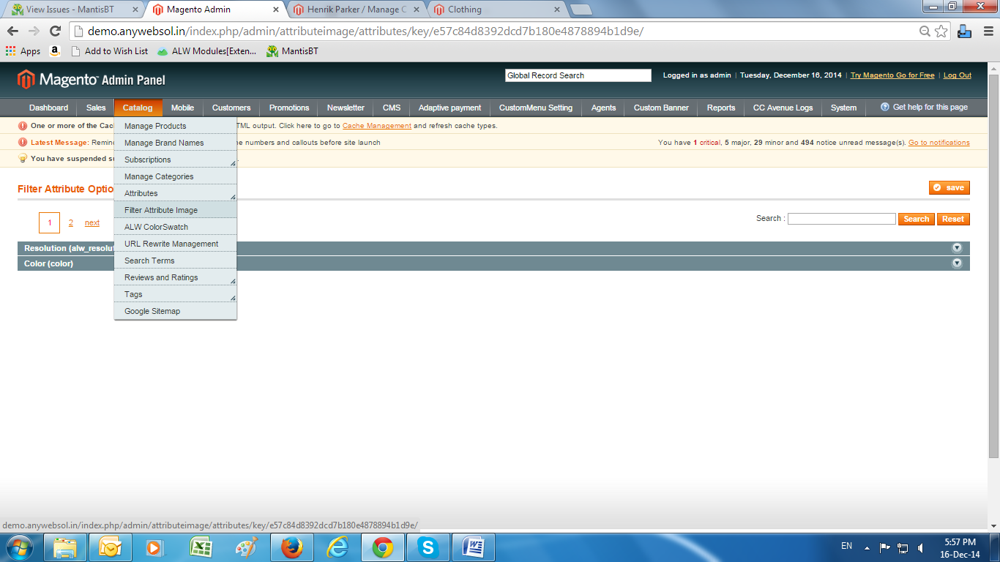 View Issues - MantisBT
Magento Admin
Henrik Parker / Manage C
Clothing
demo.anywebsol.in/index.php/admin/attributeimage/attributes/key/e57c84d8392dcd7b180e4878894b1d9e/
Apps
Add to Wish List
ALW Modules[Exten...
MantisBT
Magento Admin Panel
Global Record Search
Logged in as admin | Tuesday, December 16, 2014 | Try Magento Go for Free | Log Out
Dashboard Sales Catalog Mobile Customers Promotions Newsletter CMS Adaptive payment CustomMenu Setting Agents Custom Banner Reports CC Avenue Logs System Get help for this page
One or more of the Cac
TML output. Click here to go to Cache Management and refresh cache types.
Latest Message: Remin
ne numbers and callouts before site launch
You have 1 critical, 5 major, 29 minor and 494 notice unread message(s). Go to notifications
You have suspended su
Manage Products
Manage Brand Names
Subscriptions
Manage Categories
Attributes
Filter Attribute Image
ALW ColorSwatch
URL Rewrite Management
Search Terms
Reviews and Ratings
Tags
Google Sitemap
Filter Attribute Optio
save
1 2 next
Search :
Search Reset
Resolution (alw_resolut
Color (color)
demo.anywebsol.in/index.php/admin/attributeimage/attributes/key/e57c84d8392dcd7b180e4878894b1d9e/
EN
5:57 PM
16-Dec-14